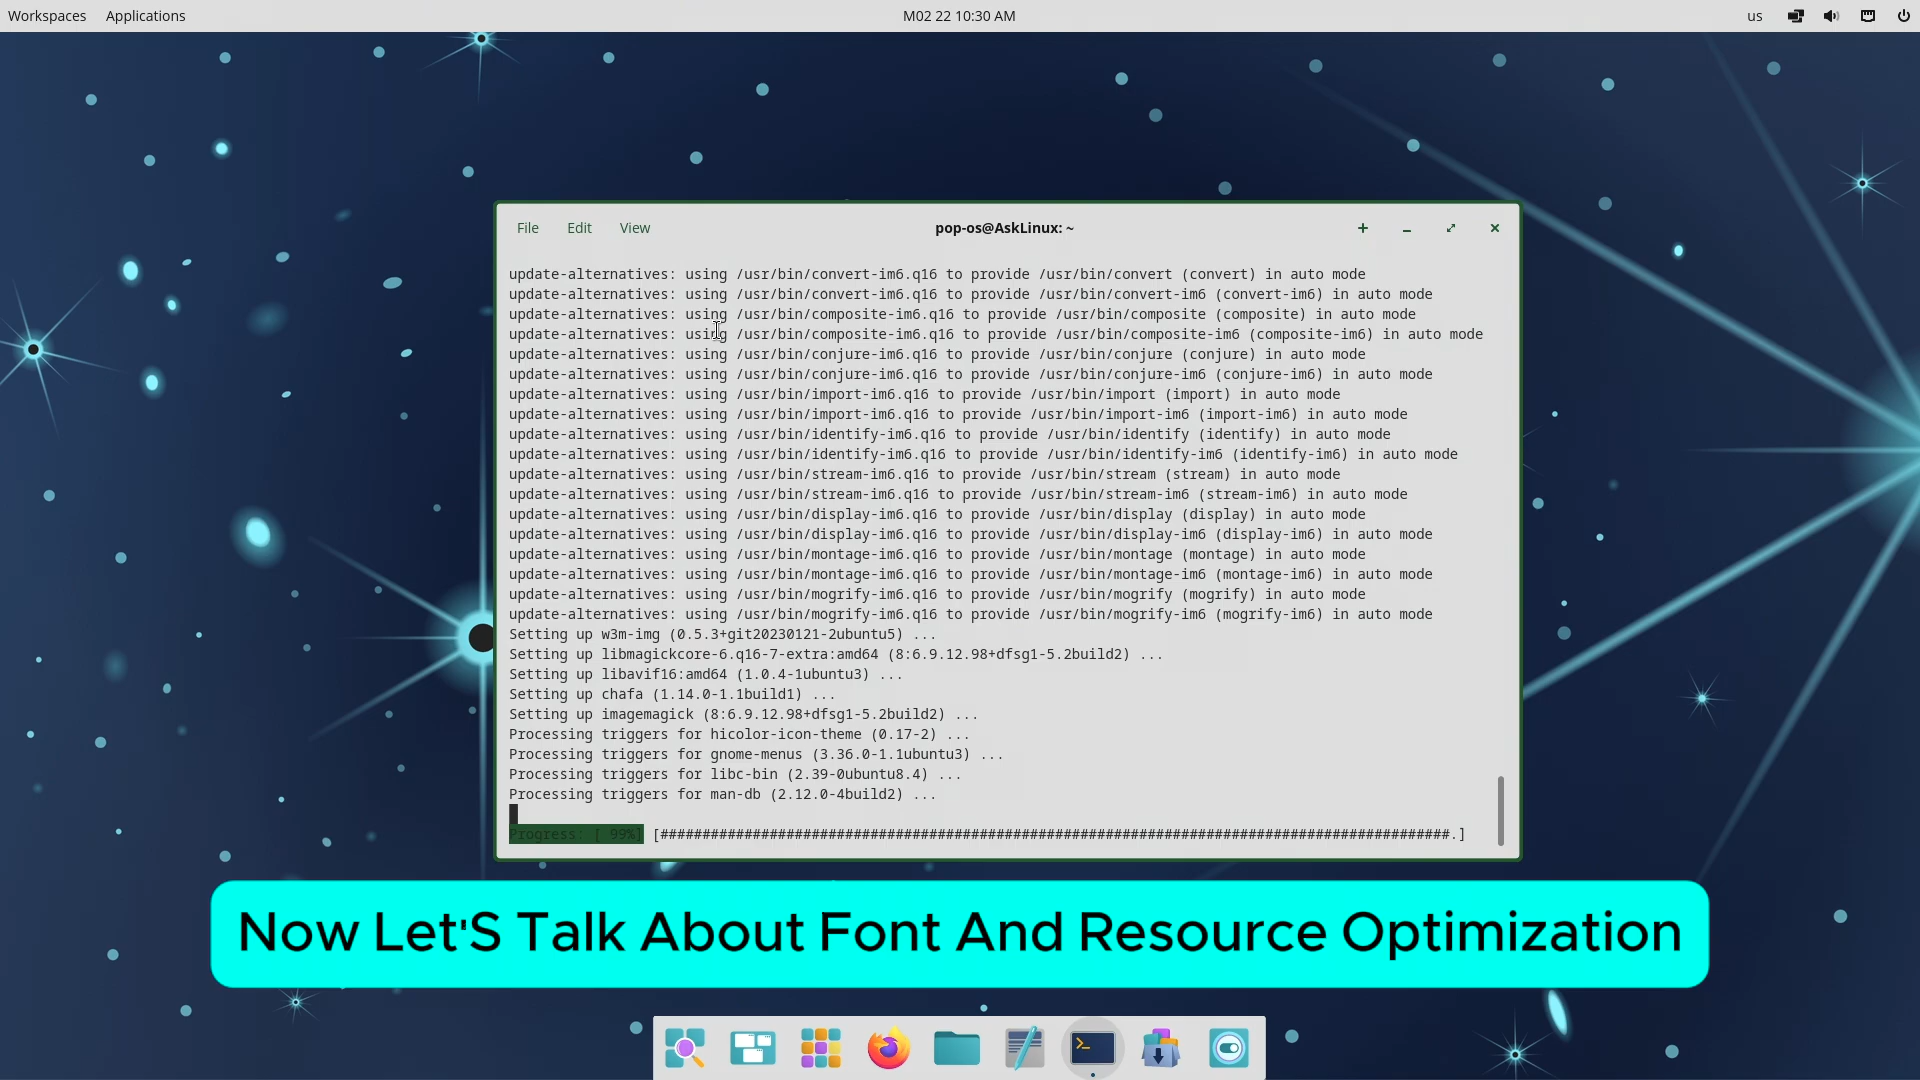 Workspaces Applications M02 22 10:30 AM us
File Edit View pop-os@AskLinux: ~
update-alternatives: using /usr/bin/convert-im6.q16 to provide /usr/bin/convert (convert) in auto mode
update-alternatives: using /usr/bin/convert-im6.q16 to provide /usr/bin/convert-im6 (convert-im6) in auto mode
update-alternatives: using /usr/bin/composite-im6.q16 to provide /usr/bin/composite (composite) in auto mode
update-alternatives: using /usr/bin/composite-im6.q16 to provide /usr/bin/composite-im6 (composite-im6) in auto mode
update-alternatives: using /usr/bin/conjure-im6.q16 to provide /usr/bin/conjure (conjure) in auto mode
update-alternatives: using /usr/bin/conjure-im6.q16 to provide /usr/bin/conjure-im6 (conjure-im6) in auto mode
update-alternatives: using /usr/bin/import-im6.q16 to provide /usr/bin/import (import) in auto mode
update-alternatives: using /usr/bin/import-im6.q16 to provide /usr/bin/import-im6 (import-im6) in auto mode
update-alternatives: using /usr/bin/identify-im6.q16 to provide /usr/bin/identify (identify) in auto mode
update-alternatives: using /usr/bin/identify-im6.q16 to provide /usr/bin/identify-im6 (identify-im6) in auto mode
update-alternatives: using /usr/bin/stream-im6.q16 to provide /usr/bin/stream (stream) in auto mode
update-alternatives: using /usr/bin/stream-im6.q16 to provide /usr/bin/stream-im6 (stream-im6) in auto mode
update-alternatives: using /usr/bin/display-im6.q16 to provide /usr/bin/display (display) in auto mode
update-alternatives: using /usr/bin/display-im6.q16 to provide /usr/bin/display-im6 (display-im6) in auto mode
update-alternatives: using /usr/bin/montage-im6.q16 to provide /usr/bin/montage (montage) in auto mode
update-alternatives: using /usr/bin/montage-im6.q16 to provide /usr/bin/montage-im6 (montage-im6) in auto mode
update-alternatives: using /usr/bin/mogrify-im6.q16 to provide /usr/bin/mogrify (mogrify) in auto mode
update-alternatives: using /usr/bin/mogrify-im6.q16 to provide /usr/bin/mogrify-im6 (mogrify-im6) in auto mode
Setting up w3m-img (0.5.3+git20230121-2ubuntu5) ...
Setting up libmagickcore-6.q16-7-extra:amd64 (8:6.9.12.98+dfsg1-5.2build2) ...
Setting up libavif16:amd64 (1.0.4-1ubuntu3) ...
Setting up chafa (1.14.0-1.1build1) ...
Setting up imagemagick (8:6.9.12.98+dfsg1-5.2build2) ...
Processing triggers for hicolor-icon-theme (0.17-2) ...
Processing triggers for gnome-menus (3.36.0-1.1ubuntu3) ...
Processing triggers for libc-bin (2.39-0ubuntu8.4) ...
Processing triggers for man-db (2.12.0-4build2) ...
Progress: [ 99%] [##############################################################################################.]
Now Let'S Talk About Font And Resource Optimization